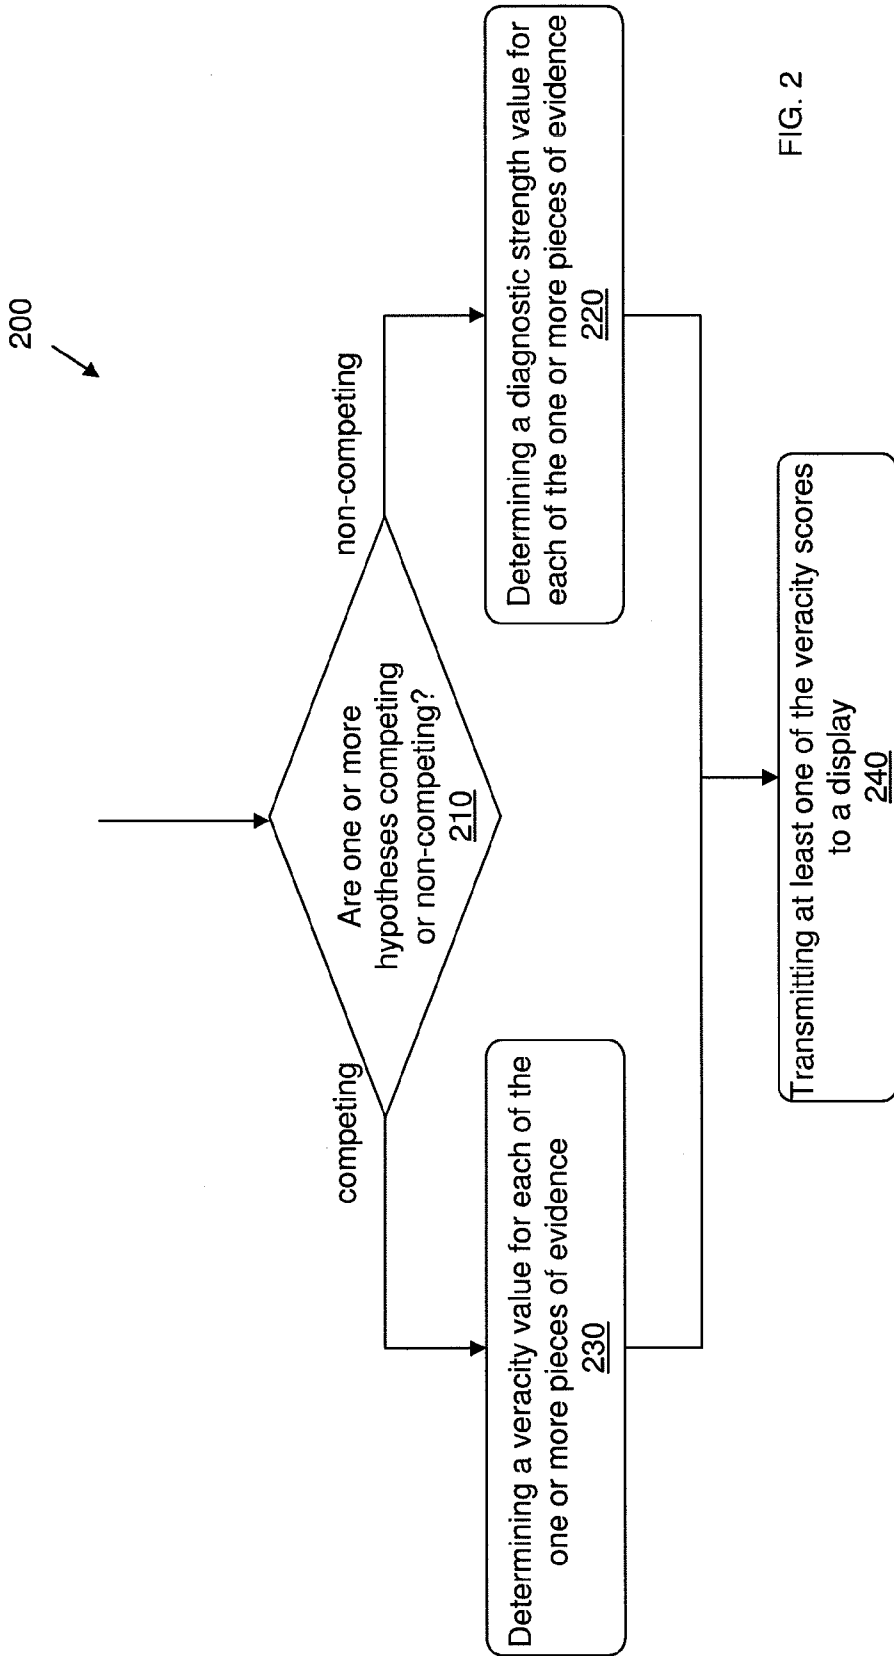 200
Are one or more
hypotheses competing
or non-competing?
210
competing
non-competing
Determining a veracity value for each of the
one or more pieces of evidence
230
Determining a diagnostic strength value for
each of the one or more pieces of evidence
220
Transmitting at least one of the veracity scores
to a display
240
FIG. 2